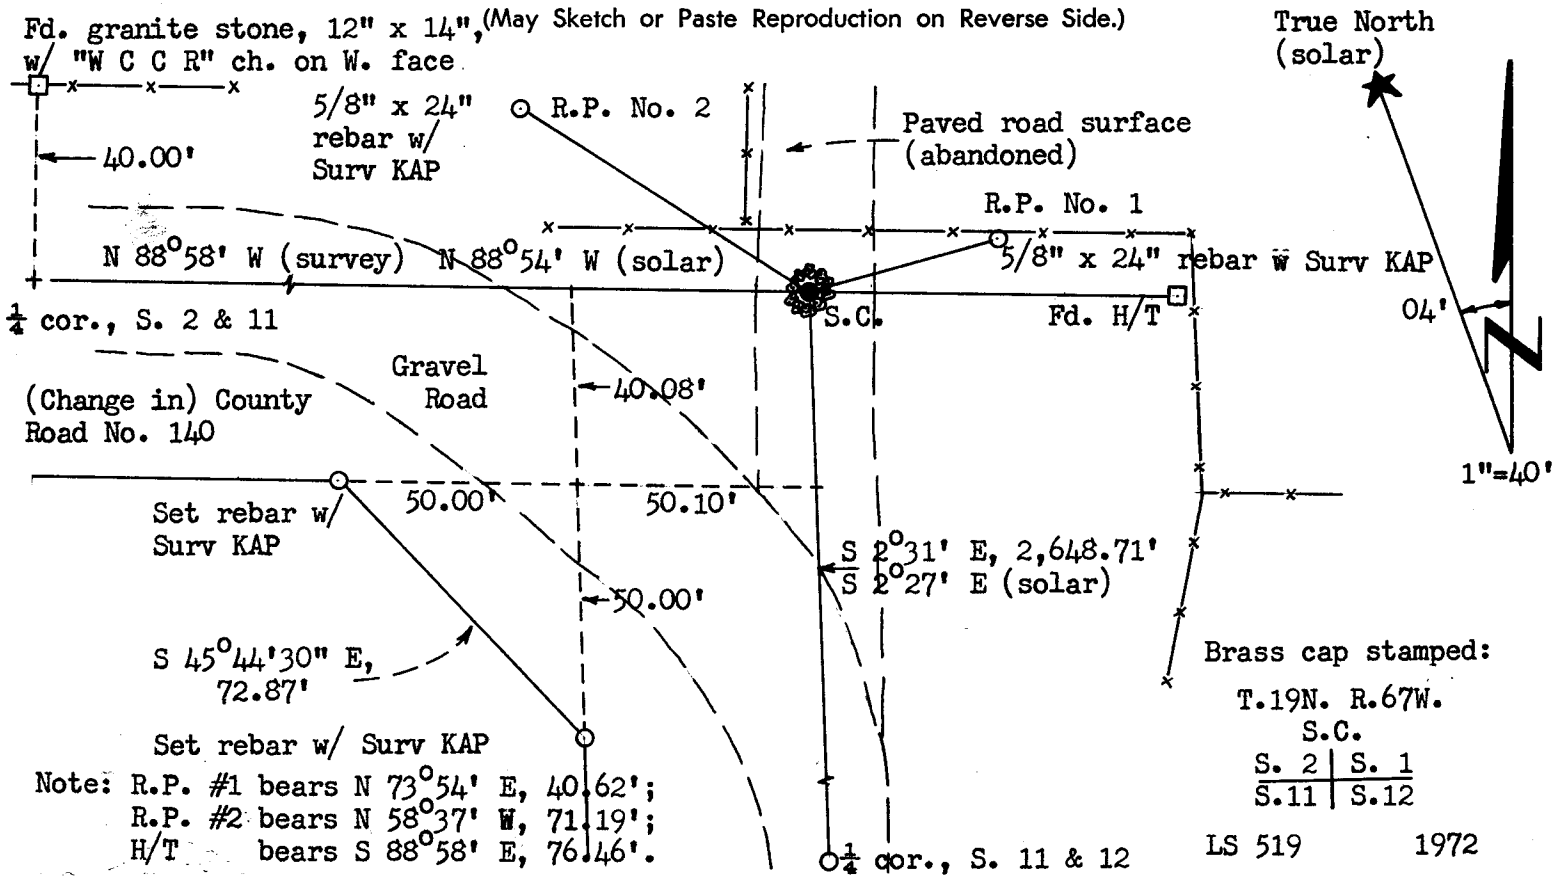 (May Sketch or Paste Reproduction on Reverse Side.)
Fd. granite stone, 12" x 14",
w/ "W C C R" ch. on W. face
True North
(solar)
5/8" x 24"
rebar w/
Surv KAP
R.P. No. 2
Paved road surface
(abandoned)
40.00'
R.P. No. 1
5/8" x 24" rebar w Surv KAP
N 88°58' W (survey) N 88°54' W (solar)
S.C.
Fd. H/T
04'
¼ cor., S. 2 & 11
Gravel
Road
40.08'
(Change in) County
Road No. 140
1"=40'
50.00'
50.10'
Set rebar w/
Surv KAP
S 2°31' E, 2,648.71'
S 2°27' E (solar)
50.00'
S 45°44'30" E,
72.87'
Brass cap stamped:
T.19N. R.67W.
S.C.
S. 2 S. 1
S.11 S.12
LS 519 1972
Set rebar w/ Surv KAP
Note: R.P. #1 bears N 73°54' E, 40.62';
R.P. #2 bears N 58°37' W, 71.19';
H/T bears S 88°58' E, 76.46'.
¼ cor., S. 11 & 12